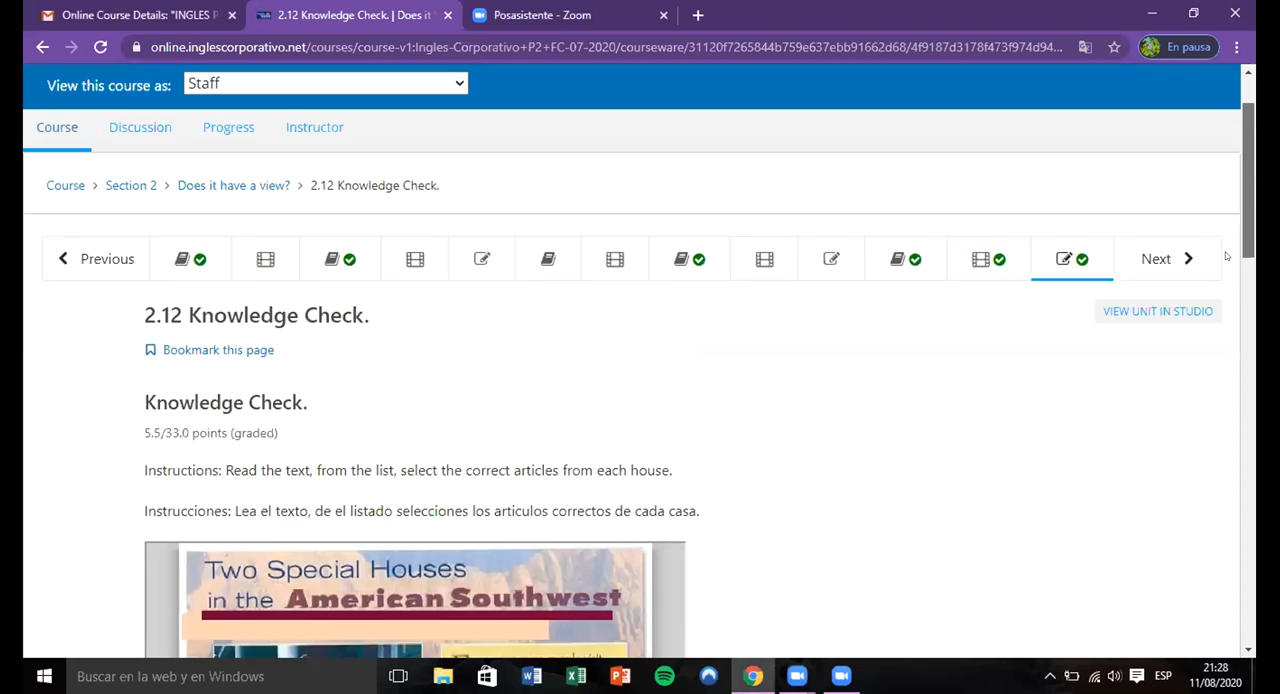 Online Course Details: "INGLES P
2.12 Knowledge Check. | Does it
Posasistente - Zoom
online.inglescorporativo.net/courses/course-v1:Ingles-Corporativo+P2+FC-07-2020/courseware/31120f7265844b759e637ebb91662d68/4f9187d3178f473f974d94...
En pausa
View this course as: Staff
Course Discussion Progress Instructor
Course > Section 2 > Does it have a view? > 2.12 Knowledge Check.
Previous Next
2.12 Knowledge Check.
VIEW UNIT IN STUDIO
Bookmark this page
Knowledge Check.
5.5/33.0 points (graded)
Instructions: Read the text, from the list, select the correct articles from each house.
Instrucciones: Lea el texto, de el listado selecciones los articulos correctos de cada casa.
Two Special Houses
in the American Southwest
Buscar en la web y en Windows
ESP
21:28
11/08/2020